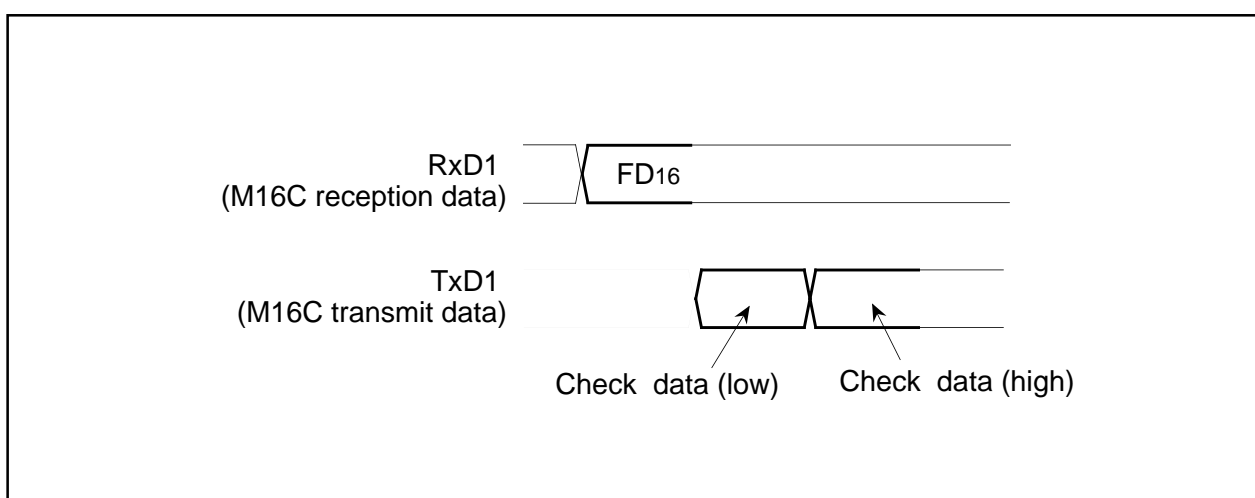 RxD1
(M16C reception data)
FD16
TxD1
(M16C transmit data)
Check data (low)
Check data (high)